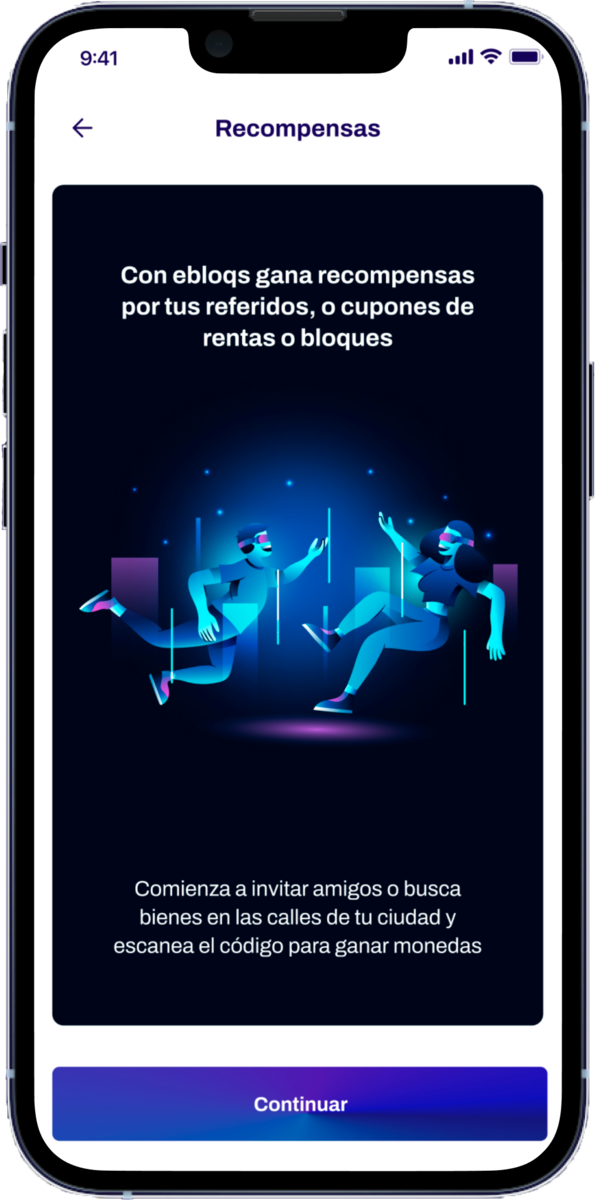 9:41
Recompensas
Con ebloqs gana recompensas
por tus referidos, o cupones de
rentas o bloques
Comienza a invitar amigos o busca
bienes en las calles de tu ciudad y
escanea el código para ganar monedas
Continuar